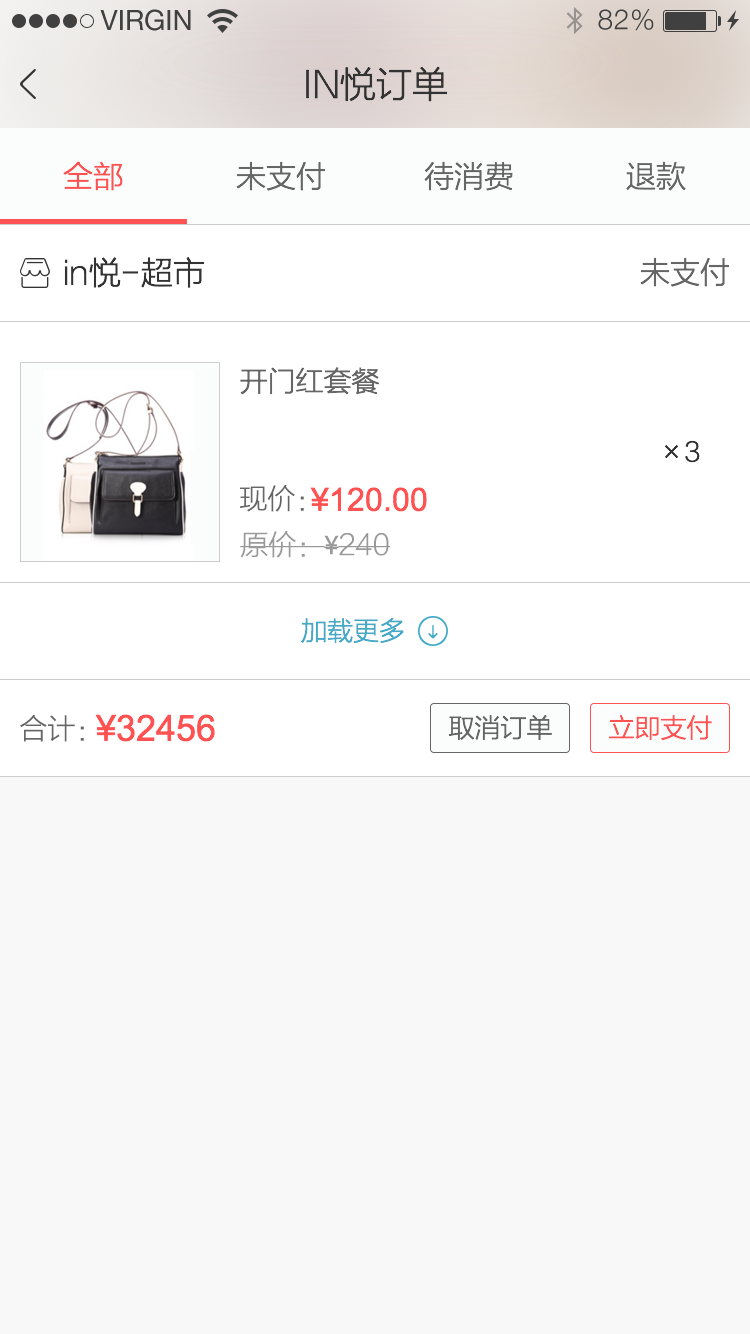 VIRGIN 82%
IN悦订单
全部 未支付 待消费 退款
in悦-超市 未支付
开门红套餐
×3
现价:¥120.00
原价：¥240
加载更多
合计: ¥32456 取消订单 立即支付